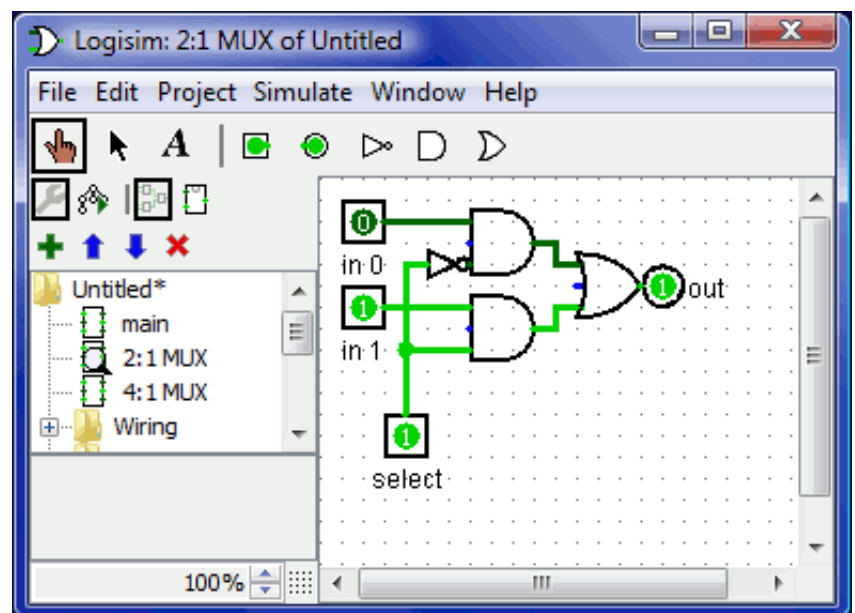 Logisim: 2:1 MUX of Untitled
File Edit Project Simulate Window Help
A
Untitled*
main
2:1 MUX
4:1 MUX
Wiring
100%
0
in 0
1
in 1
1
select
1
out